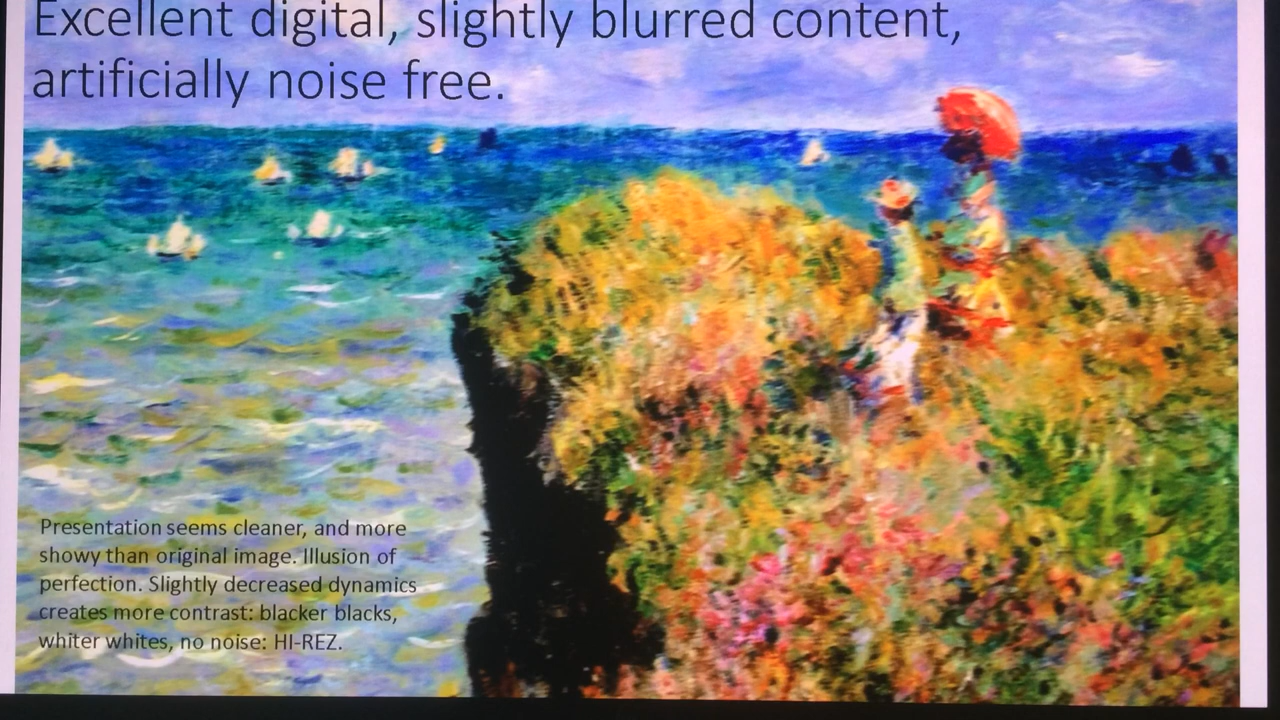 Excellent digital, slightly blurred content,
artificially noise free.
Presentation seems cleaner, and more
showy than original image. Illusion of
perfection. Slightly decreased dynamics
creates more contrast: blacker blacks,
whiter whites, no noise: HI-REZ.